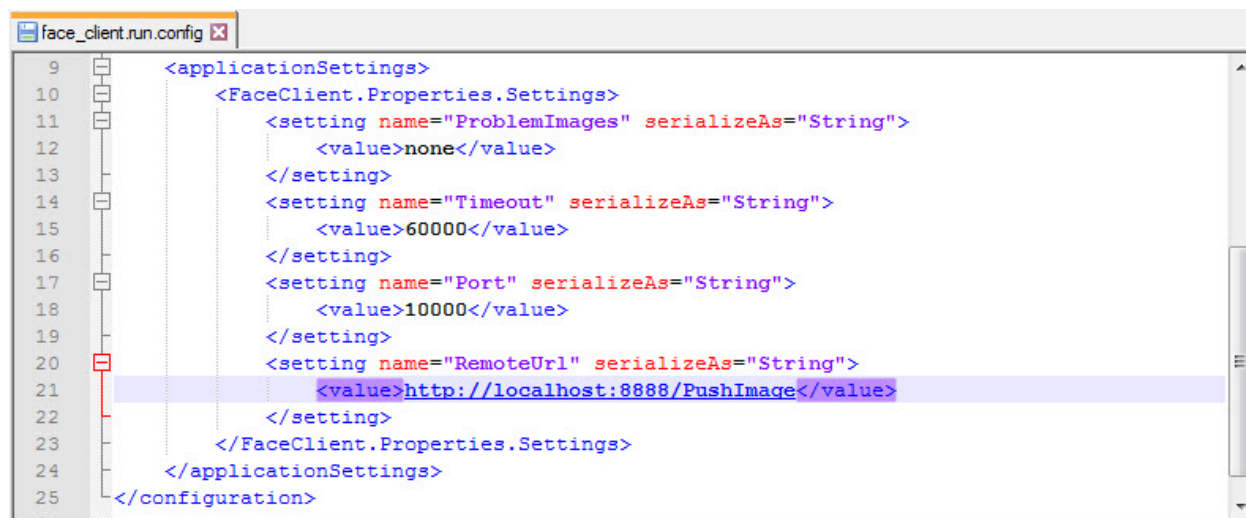 face_client.run.config
9 <applicationSettings>
10 <FaceClient.Properties.Settings>
11 <setting name="ProblemImages" serializeAs="String">
12 <value>none</value>
13 </setting>
14 <setting name="Timeout" serializeAs="String">
15 <value>60000</value>
16 </setting>
17 <setting name="Port" serializeAs="String">
18 <value>10000</value>
19 </setting>
20 <setting name="RemoteUrl" serializeAs="String">
21 <value>http://localhost:8888/PushImage</value>
22 </setting>
23 </FaceClient.Properties.Settings>
24 </applicationSettings>
25 </configuration>